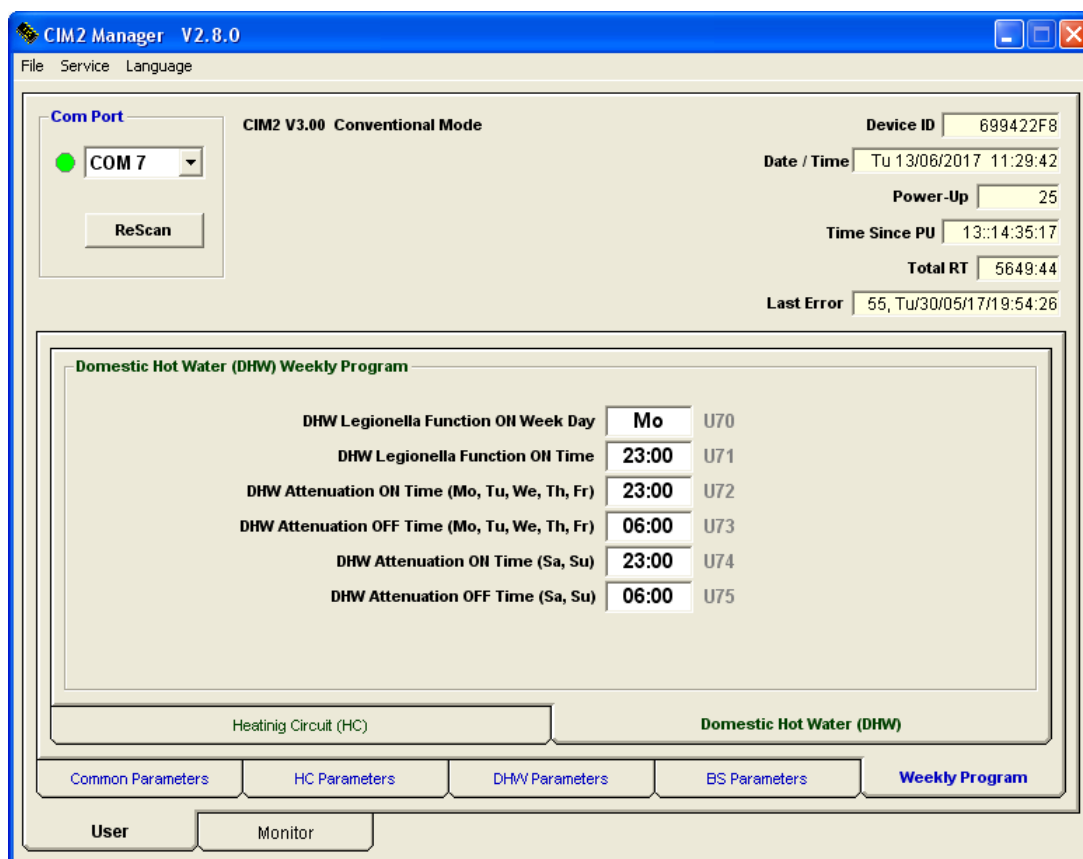 CIM2 Manager V2.8.0
File Service Language
Com Port
COM 7
ReScan
CIM2 V3.00 Conventional Mode
Device ID 699422F8
Date / Time Tu 13/06/2017 11:29:42
Power-Up 25
Time Since PU 13::14:35:17
Total RT 5649:44
Last Error 55, Tu/30/05/17/19:54:26
Domestic Hot Water (DHW) Weekly Program
DHW Legionella Function ON Week Day Mo U70
DHW Legionella Function ON Time 23:00 U71
DHW Attenuation ON Time (Mo, Tu, We, Th, Fr) 23:00 U72
DHW Attenuation OFF Time (Mo, Tu, We, Th, Fr) 06:00 U73
DHW Attenuation ON Time (Sa, Su) 23:00 U74
DHW Attenuation OFF Time (Sa, Su) 06:00 U75
Heatinig Circuit (HC) Domestic Hot Water (DHW)
Common Parameters HC Parameters DHW Parameters BS Parameters Weekly Program
User Monitor